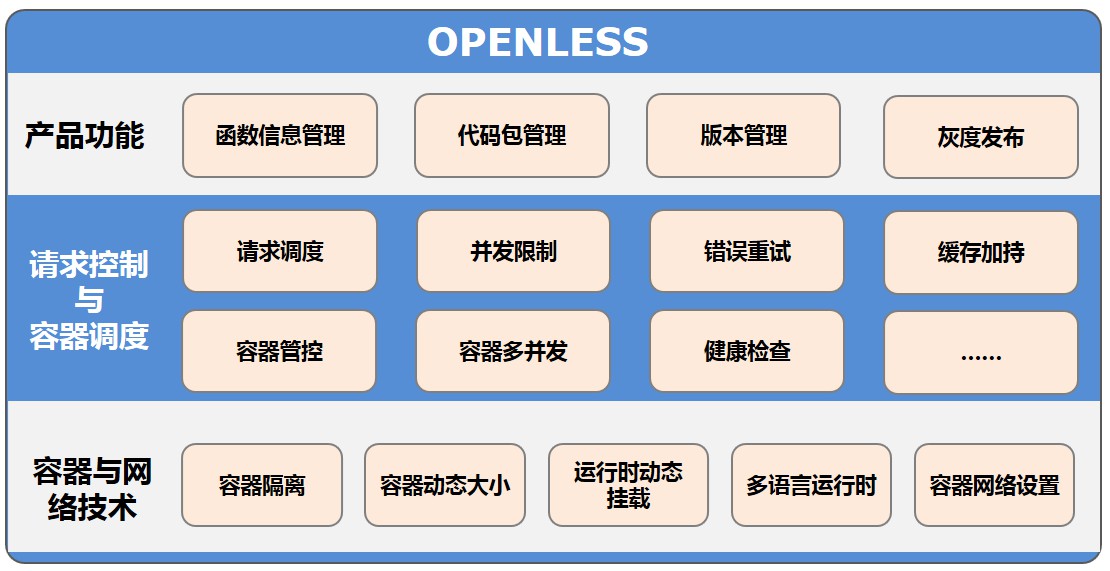 OPENLESS
产品功能
函数信息管理
代码包管理
版本管理
灰度发布
请求控制
与
容器调度
请求调度
并发限制
错误重试
缓存加持
容器管控
容器多并发
健康检查
......
容器与网
络技术
容器隔离
容器动态大小
运行时动态
挂载
多语言运行时
容器网络设置